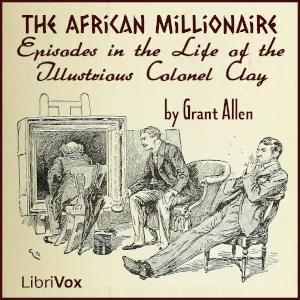 THE AFRICAN MILLIONAIRE
Episodes in the Life of the
Illustrious Colonel Clay
by Grant Allen
LibriVox